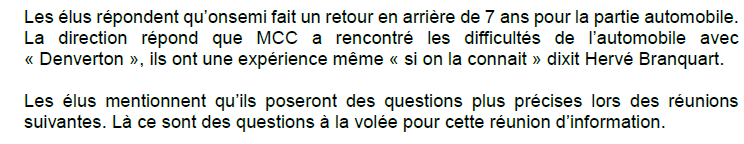 Les élus répondent qu’onsemi fait un retour en arrière de 7 ans pour la partie automobile.
La direction répond que MCC a rencontré les difficultés de l’automobile avec
« Denverton », ils ont une expérience même « si on la connait » dixit Hervé Branquart.
Les élus mentionnent qu’ils poseront des questions plus précises lors des réunions
suivantes. Là ce sont des questions à la volée pour cette réunion d’information.